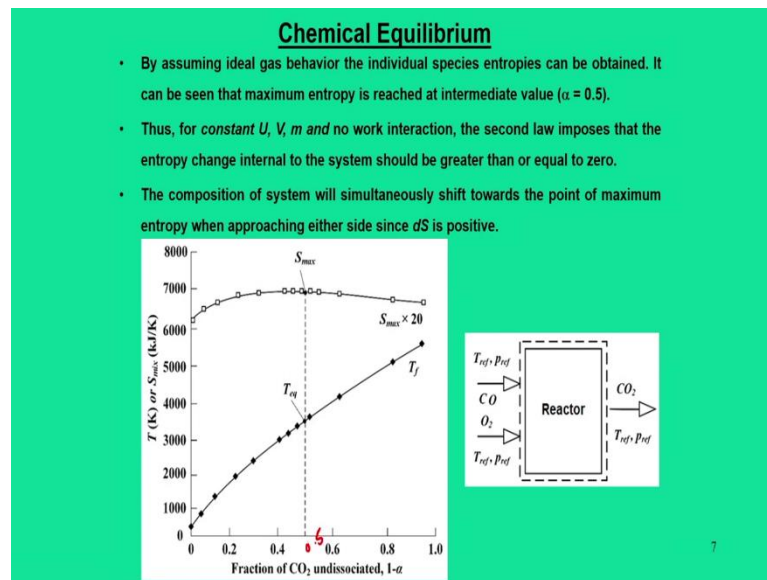 Chemical Equilibrium
• By assuming ideal gas behavior the individual species entropies can be obtained. It
can be seen that maximum entropy is reached at intermediate value (α = 0.5).
• Thus, for constant U, V, m and no work interaction, the second law imposes that the
entropy change internal to the system should be greater than or equal to zero.
• The composition of system will simultaneously shift towards the point of maximum
entropy when approaching either side since dS is positive.
8000
7000
6000
5000
4000
3000
2000
1000
0
T (K) or Smix (kJ/K)
Smax
Smax × 20
Tf
Teq
0 0.2 0.4 0.5 0.6 0.8 1.0
Fraction of CO₂ undissociated, 1-α
Tref, Pref
CO
O₂
Tref, Pref
Reactor
CO₂
Tref, Pref
7